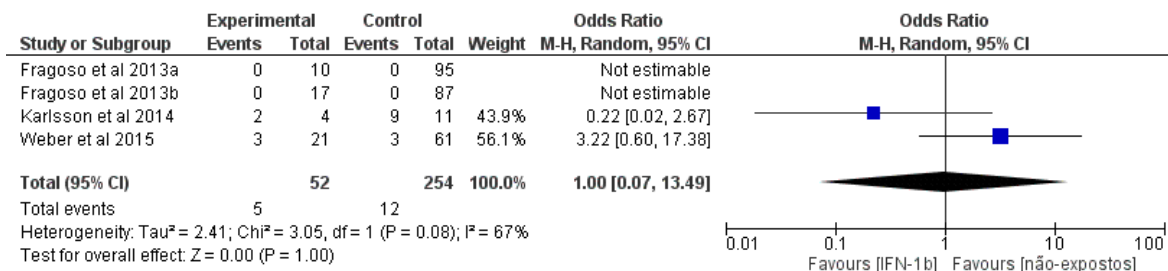 Experimental Control Odds Ratio Odds Ratio
Study or Subgroup Events Total Events Total Weight M-H, Random, 95% CI M-H, Random, 95% CI
Fragoso et al 2013a 0 10 0 95 Not estimable
Fragoso et al 2013b 0 17 0 87 Not estimable
Karlsson et al 2014 2 4 9 11 43.9% 0.22 [0.02, 2.67]
Weber et al 2015 3 21 3 61 56.1% 3.22 [0.60, 17.38]
Total (95% CI) 52 254 100.0% 1.00 [0.07, 13.49]
Total events 5 12
Heterogeneity: Tau² = 2.41; Chi² = 3.05, df = 1 (P = 0.08); I² = 67%
Test for overall effect: Z = 0.00 (P = 1.00)
0.01 0.1 1 10 100
Favours [IFN-1b] Favours [não-expostos]